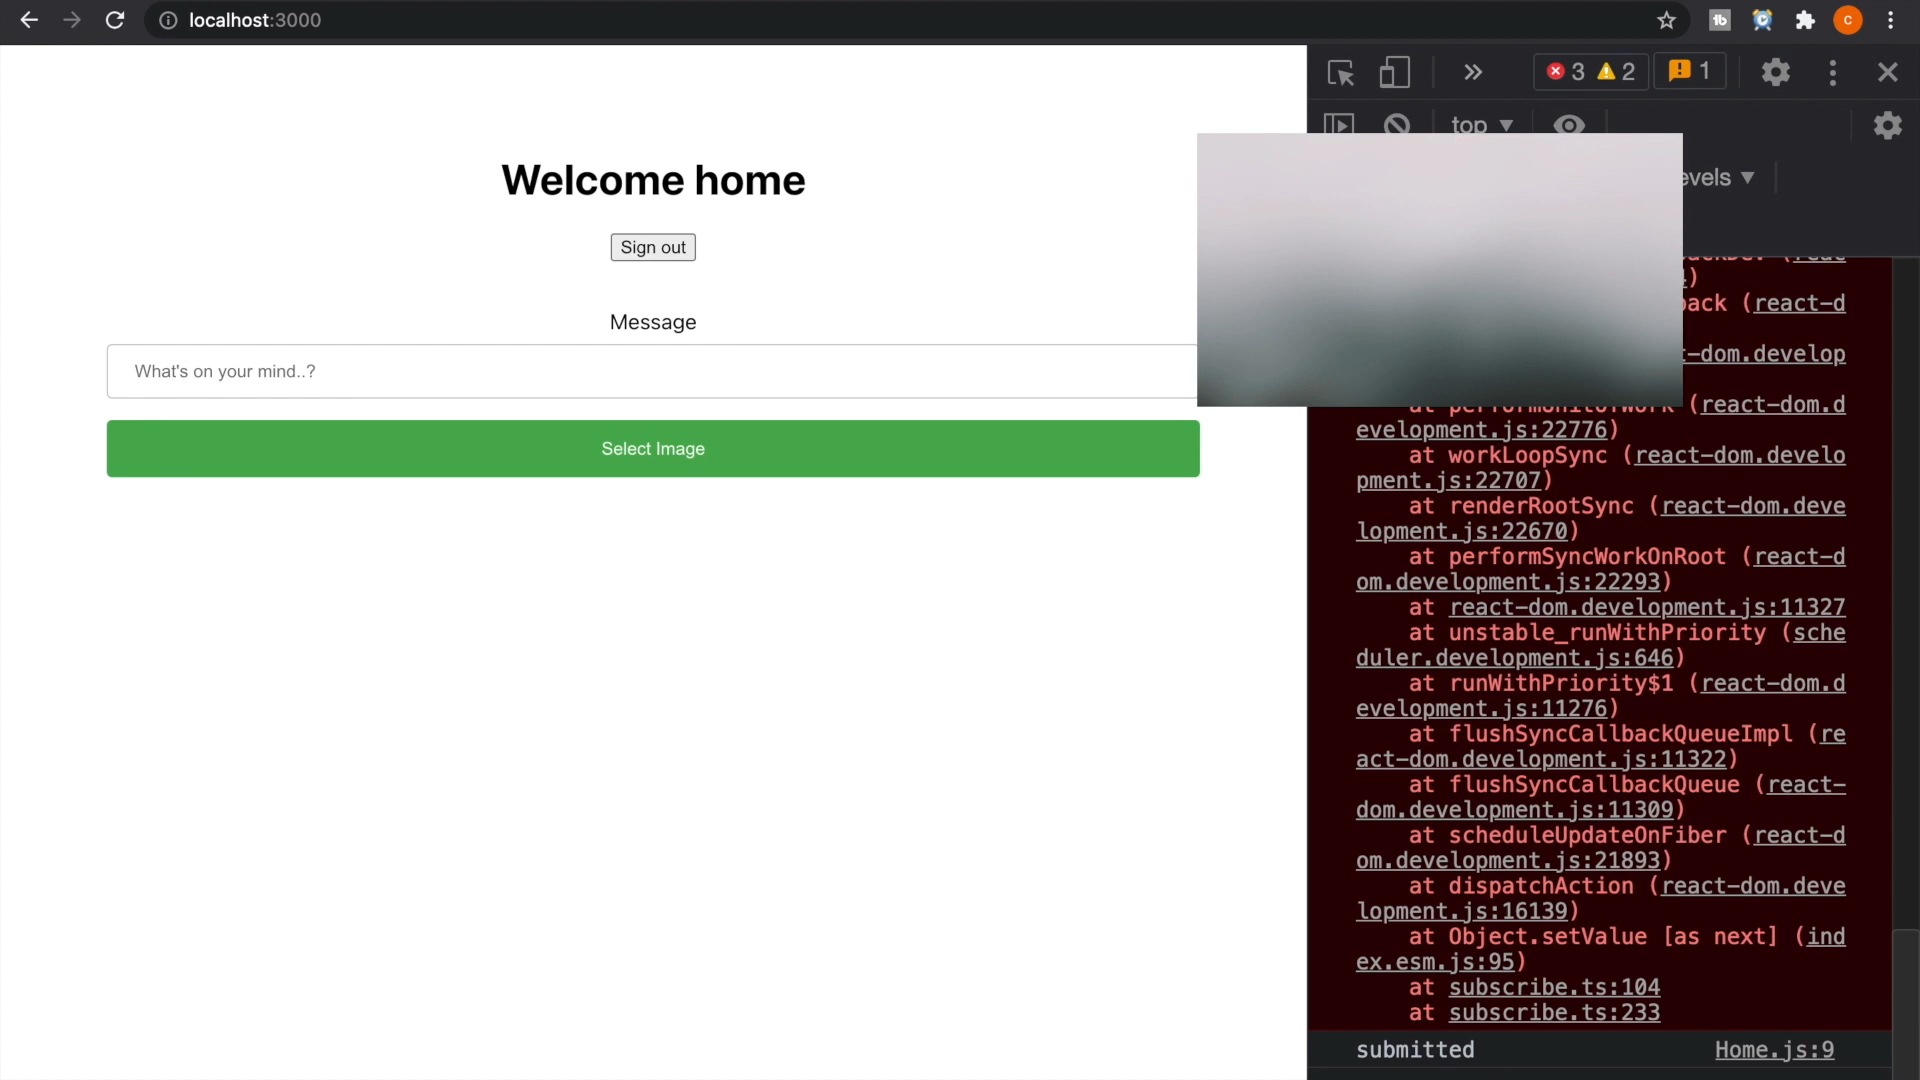 localhost:3000
C
3 2 1
top
evels
Welcome home
Sign out
Message
What's on your mind..?
Select Image
4)
back (react-d
-dom.develop
at performUnitOfWork (react-dom.d
evelopment.js:22776)
at workLoopSync (react-dom.develo
pment.js:22707)
at renderRootSync (react-dom.deve
lopment.js:22670)
at performSyncWorkOnRoot (react-d
om.development.js:22293)
at react-dom.development.js:11327
at unstable_runWithPriority (sche
duler.development.js:646)
at runWithPriority$1 (react-dom.d
evelopment.js:11276)
at flushSyncCallbackQueueImpl (re
act-dom.development.js:11322)
at flushSyncCallbackQueue (react-
dom.development.js:11309)
at scheduleUpdateOnFiber (react-d
om.development.js:21893)
at dispatchAction (react-dom.deve
lopment.js:16139)
at Object.setValue [as next] (ind
ex.esm.js:95)
at subscribe.ts:104
at subscribe.ts:233
submitted Home.js:9